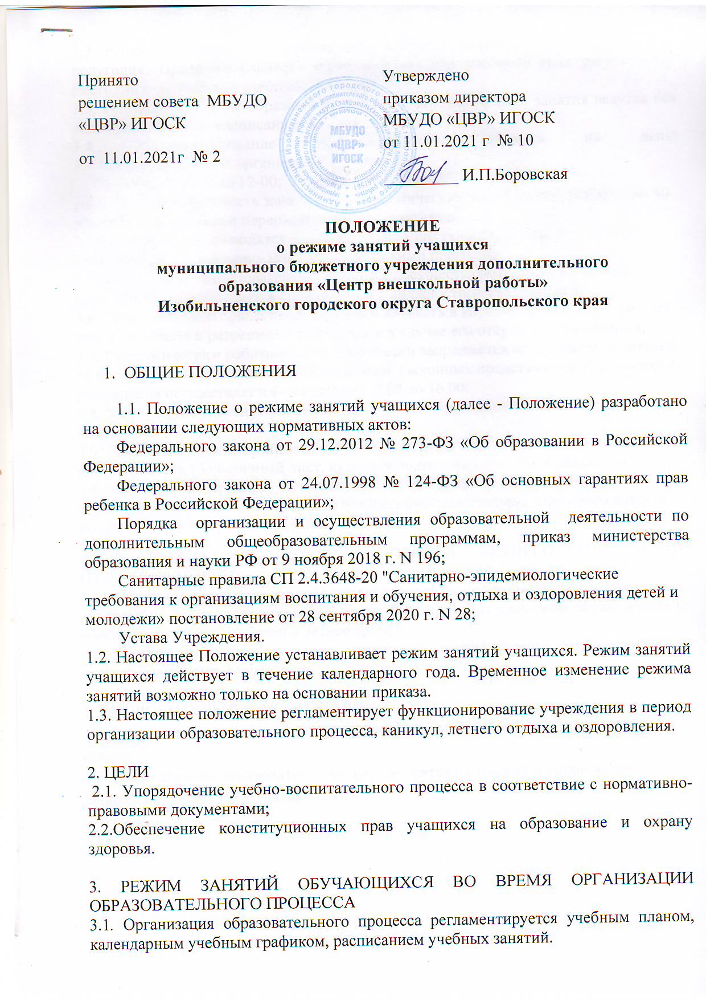 Принято
решением совета МБУДО
«ЦВР» ИГОСК
от 11.01.2021г № 2
Утверждено
приказом директора
МБУДО «ЦВР» ИГОСК
от 11.01.2021 г № 10
И.П.Боровская
МБУДО
«ЦВР»
ИГОСК
ПОЛОЖЕНИЕ
о режиме занятий учащихся
муниципального бюджетного учреждения дополнительного
образования «Центр внешкольной работы»
Изобильненского городского округа Ставропольского края
1. ОБЩИЕ ПОЛОЖЕНИЯ
1.1. Положение о режиме занятий учащихся (далее - Положение) разработано
на основании следующих нормативных актов:
Федерального закона от 29.12.2012 № 273-ФЗ «Об образовании в Российской
Федерации»;
Федерального закона от 24.07.1998 № 124-ФЗ «Об основных гарантиях прав
ребенка в Российской Федерации»;
Порядка организации и осуществления образовательной деятельности по
дополнительным общеобразовательным программам, приказ министерства
образования и науки РФ от 9 ноября 2018 г. N 196;
Санитарные правила СП 2.4.3648-20 "Санитарно-эпидемиологические
требования к организациям воспитания и обучения, отдыха и оздоровления детей и
молодежи» постановление от 28 сентября 2020 г. N 28;
Устава Учреждения.
1.2. Настоящее Положение устанавливает режим занятий учащихся. Режим занятий
учащихся действует в течение календарного года. Временное изменение режима
занятий возможно только на основании приказа.
1.3. Настоящее положение регламентирует функционирование учреждения в период
организации образовательного процесса, каникул, летнего отдыха и оздоровления.
2. ЦЕЛИ
2.1. Упорядочение учебно-воспитательного процесса в соответствие с нормативно-
правовыми документами;
2.2.Обеспечение конституционных прав учащихся на образование и охрану
здоровья.
3. РЕЖИМ ЗАНЯТИЙ ОБУЧАЮЩИХСЯ ВО ВРЕМЯ ОРГАНИЗАЦИИ
ОБРАЗОВАТЕЛЬНОГО ПРОЦЕССА
3.1. Организация образовательного процесса регламентируется учебным планом,
календарным учебным графиком, расписанием учебных занятий.